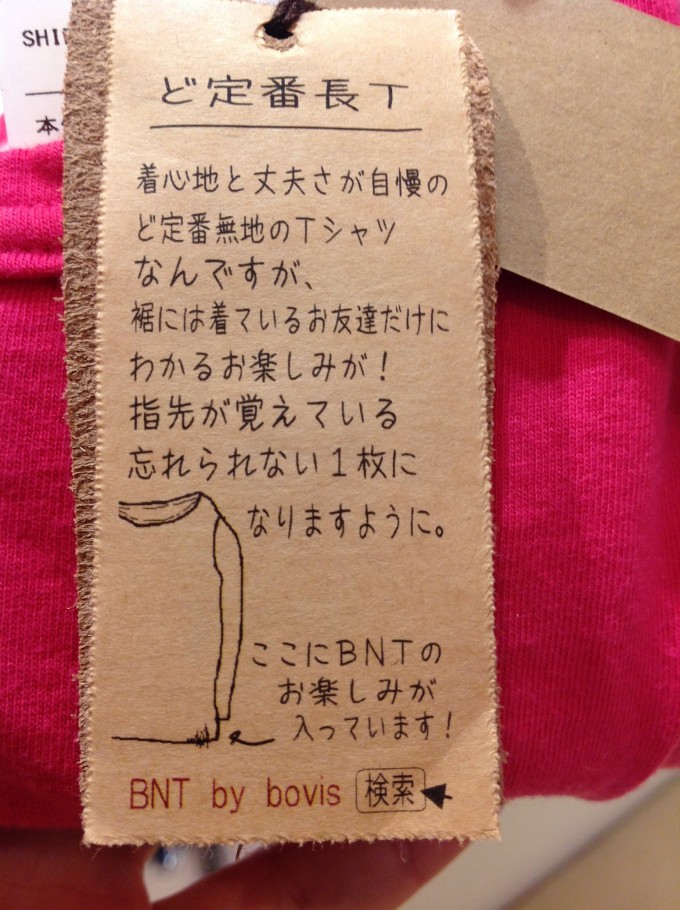 SHI
本
ど定番長T
着心地と丈夫さが自慢の
ど定番無地のTシャツ
なんですが、
裾には着ているお友達だけに
わかるお楽しみが!
指先が覚えている
忘れられない1枚に
なりますように。
ここにBNTの
お楽しみが
入っています!
BNT by bovis 検索